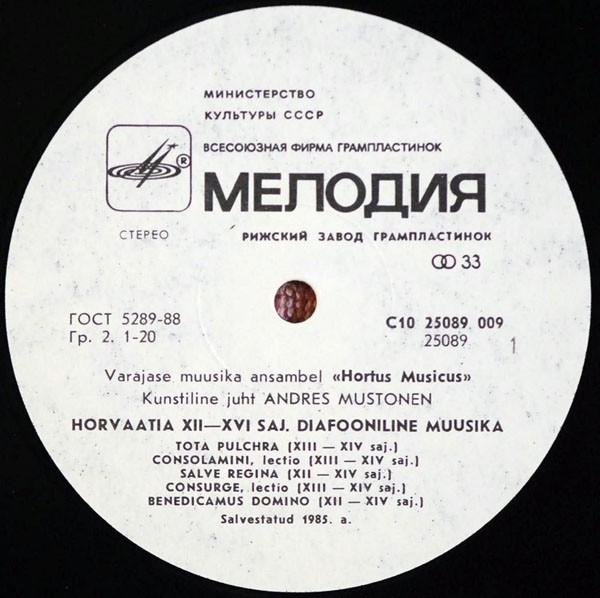 МИНИСТЕРСТВО
КУЛЬТУРЫ СССР
ВСЕСОЮЗНАЯ ФИРМА ГРАМПЛАСТИНОК
®
МЕЛОДИЯ
СТЕРЕО
РИЖСКИЙ ЗАВОД ГРАМПЛАСТИНОК
33
ГОСТ 5289-88
Гр. 2. 1-20
С10 25089 009
25089
1
Varajase muusika ansambel «Hortus Musicus»
Kunstiline juht ANDRES MUSTONEN
HORVAATIA XII—XVI SAJ. DIAFOONILINE MUUSIKA
TOTA PULCHRA (XIII — XIV saj.)
CONSOLAMINI, lectio (XIII — XIV saj.)
SALVE REGINA (XII — XIV saj.)
CONSURGE, lectio (XIII — XIV saj.)
BENEDICAMUS DOMINO (XII — XIV saj.)
Salvestatud 1985. a.